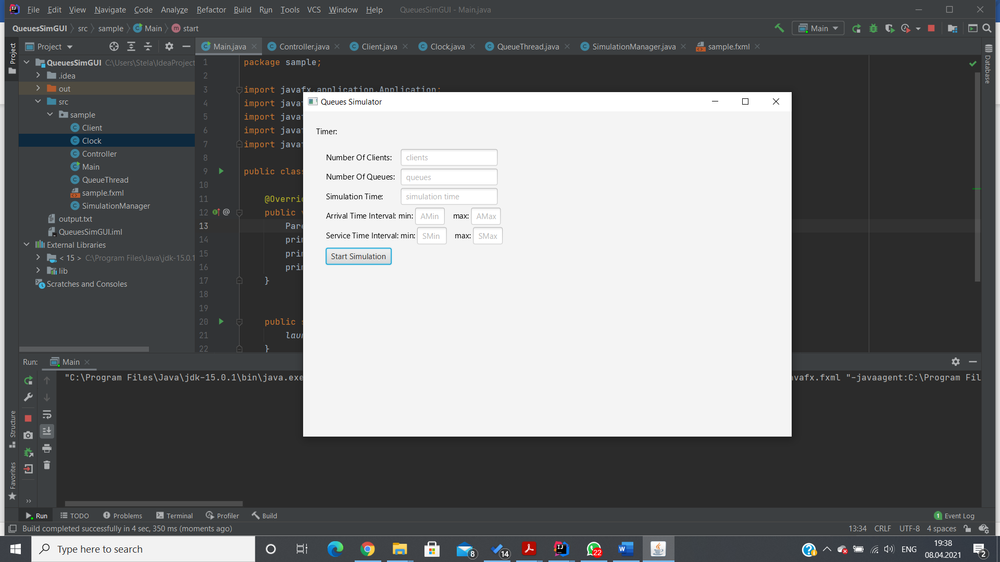 File Edit View Navigate Code Analyze Refactor Build Run Tools VCS Window Help QueuesSimGUI - Main.java
QueuesSimGUI src sample Main start
Main
Project
Main.java Controller.java Client.java Clock.java QueueThread.java SimulationManager.java sample.fxml
Project
Database
QueuesSimGUI C:\Users\Stela\IdeaProject
.idea
out
src
sample
Client
Clock
Controller
Main
QueueThread
sample.fxml
SimulationManager
output.txt
QueuesSimGUI.iml
External Libraries
< 15 > C:\Program Files\Java\jdk-15.0.1
lib
Scratches and Consoles
1 package sample;
2
3 import javafx.application.Application;
4 import java
5 import java
6 import java
7 import java
8
9 public clas
10
11 @Overri
12 public v
13 Pare
14 prim
15 prim
16 prim
17 }
18
19
20 public s
21 laun
22 }
Queues Simulator
Timer:
Number Of Clients: clients
Number Of Queues: queues
Simulation Time: simulation time
Arrival Time Interval: min: AMin max: AMax
Service Time Interval: min: SMin max: SMax
Start Simulation
Run: Main
"C:\Program Files\Java\jdk-15.0.1\bin\java.exe avafx.fxml "-javaagent:C:\Program Fil
Structure
Favorites
Run TODO Problems Terminal Profiler Build 1 Event Log
Build completed successfully in 4 sec, 350 ms (moments ago) 13:34 CRLF UTF-8 4 spaces
Type here to search 8 14 22 ENG 19:38
08.04.2021 2